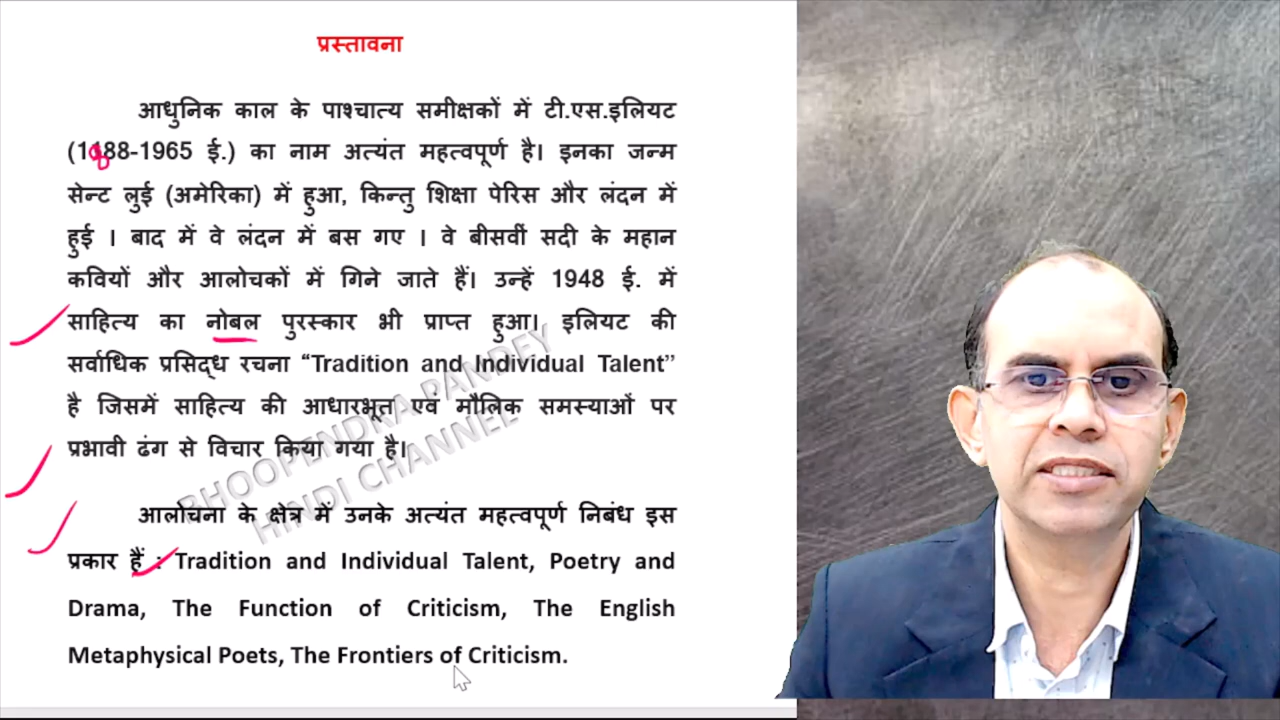 प्रस्तावना
आधुनिक काल के पाश्चात्य समीक्षकों में टी.एस.इलियट
(1888-1965 ई.) का नाम अत्यंत महत्वपूर्ण है। इनका जन्म
सेन्ट लुई (अमेरिका) में हुआ, किन्तु शिक्षा पेरिस और लंदन में
हुई । बाद में वे लंदन में बस गए । वे बीसवीं सदी के महान
कवियों और आलोचकों में गिने जाते हैं। उन्हें 1948 ई. में
साहित्य का नोबल पुरस्कार भी प्राप्त हुआ। इलियट की
सर्वाधिक प्रसिद्ध रचना “Tradition and Individual Talent”
है जिसमें साहित्य की आधारभूत एवं मौलिक समस्याओं पर
प्रभावी ढंग से विचार किया गया है।
आलोचना के क्षेत्र में उनके अत्यंत महत्वपूर्ण निबंध इस
प्रकार हैं : Tradition and Individual Talent, Poetry and
Drama, The Function of Criticism, The English
Metaphysical Poets, The Frontiers of Criticism.
BHOOPENDRA PANDEY
HINDI CHANNEL